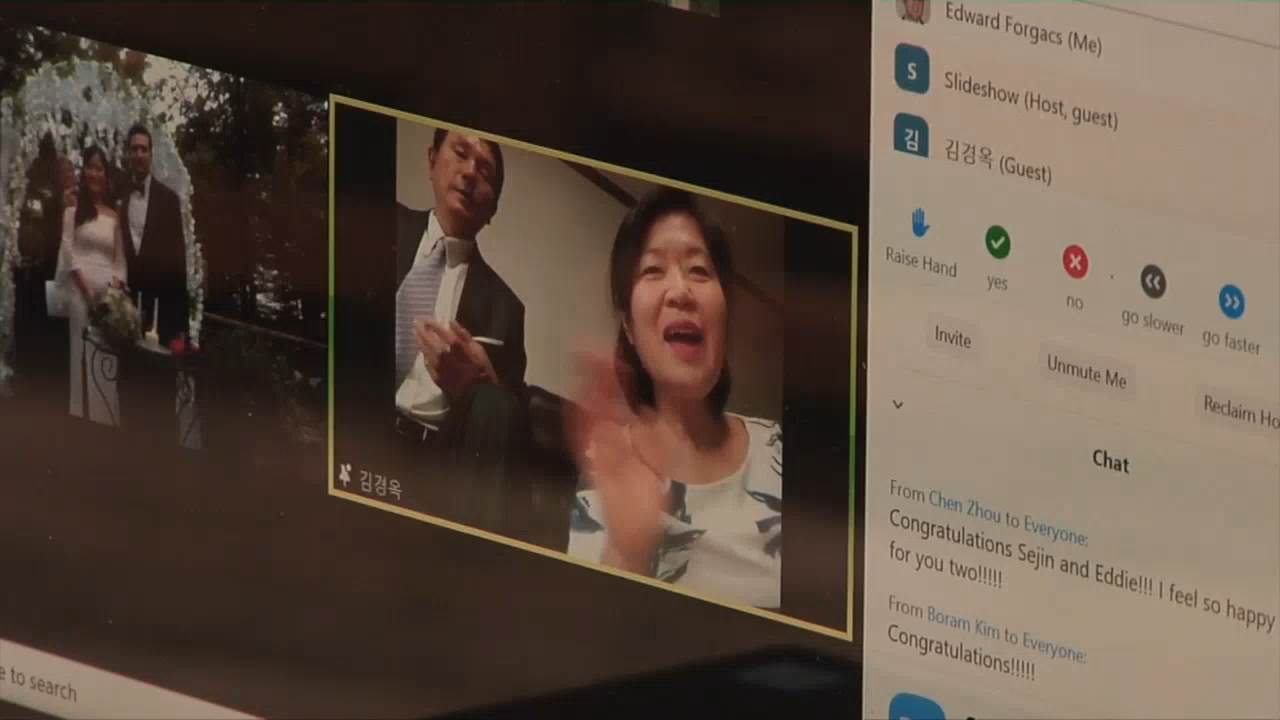 Edward Forgacs (Me)
S
Slideshow (Host, guest)
김
김경옥 (Guest)
Raise Hand
yes
no
go slower
go faster
Invite
Unmute Me
Reclaim Ho
Chat
From Chen Zhou to Everyone:
Congratulations Sejin and Eddie!!! I feel so happy
for you two!!!!!
From Boram Kim to Everyone:
Congratulations!!!!!
김경옥
e to search